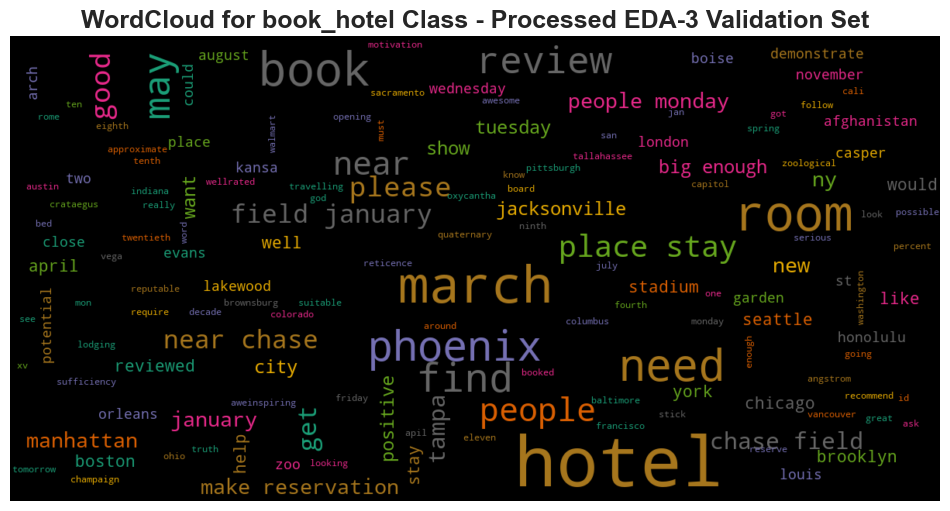 WordCloud for book_hotel Class - Processed EDA-3 Validation Set
motivation
arch
good
may
could
august
book
review
boise
demonstrate
november
cali
ten
rome
eighth
sacramento
wednesday
awesome
people monday
jan
follow
got
afghanistan
approximate
tenth
place
walmart
opening
must
tuesday
san
london
spring
kansa
near
show
tallahassee
big enough
casper
zoological
austin
two
indiana
wellrated
travelling
please
know
pittsburgh
capitol
ny
would
crataegus
really
want
god
oxycantha
board
bed
word
field january
jacksonville
room
look
possible
close
twentieth
evans
well
quaternary
ninth
place stay
serious
percent
vega
april
reticence
july
new
st
potential
reputable
lakewood
march
stadium
garden
washington
like
mon
require
decade
brownsburg
suitable
colorado
one
fourth
see
lodging
near chase
around
columbus
monday
seattle
honolulu
xv
reviewed
city
phoenix
booked
enough
going
sufficiency
find
need
angstrom
orleans
aweinspiring
friday
positive
tampa
people
baltimore
york
chicago
recommend
id
january
get
apil
francisco
stick
vancouver
great
ask
manhattan
help
truth
eleven
hotel
chase field
tomorrow
boston
ohio
zoo
looking
stay
reserve
brooklyn
champaign
make reservation
louis